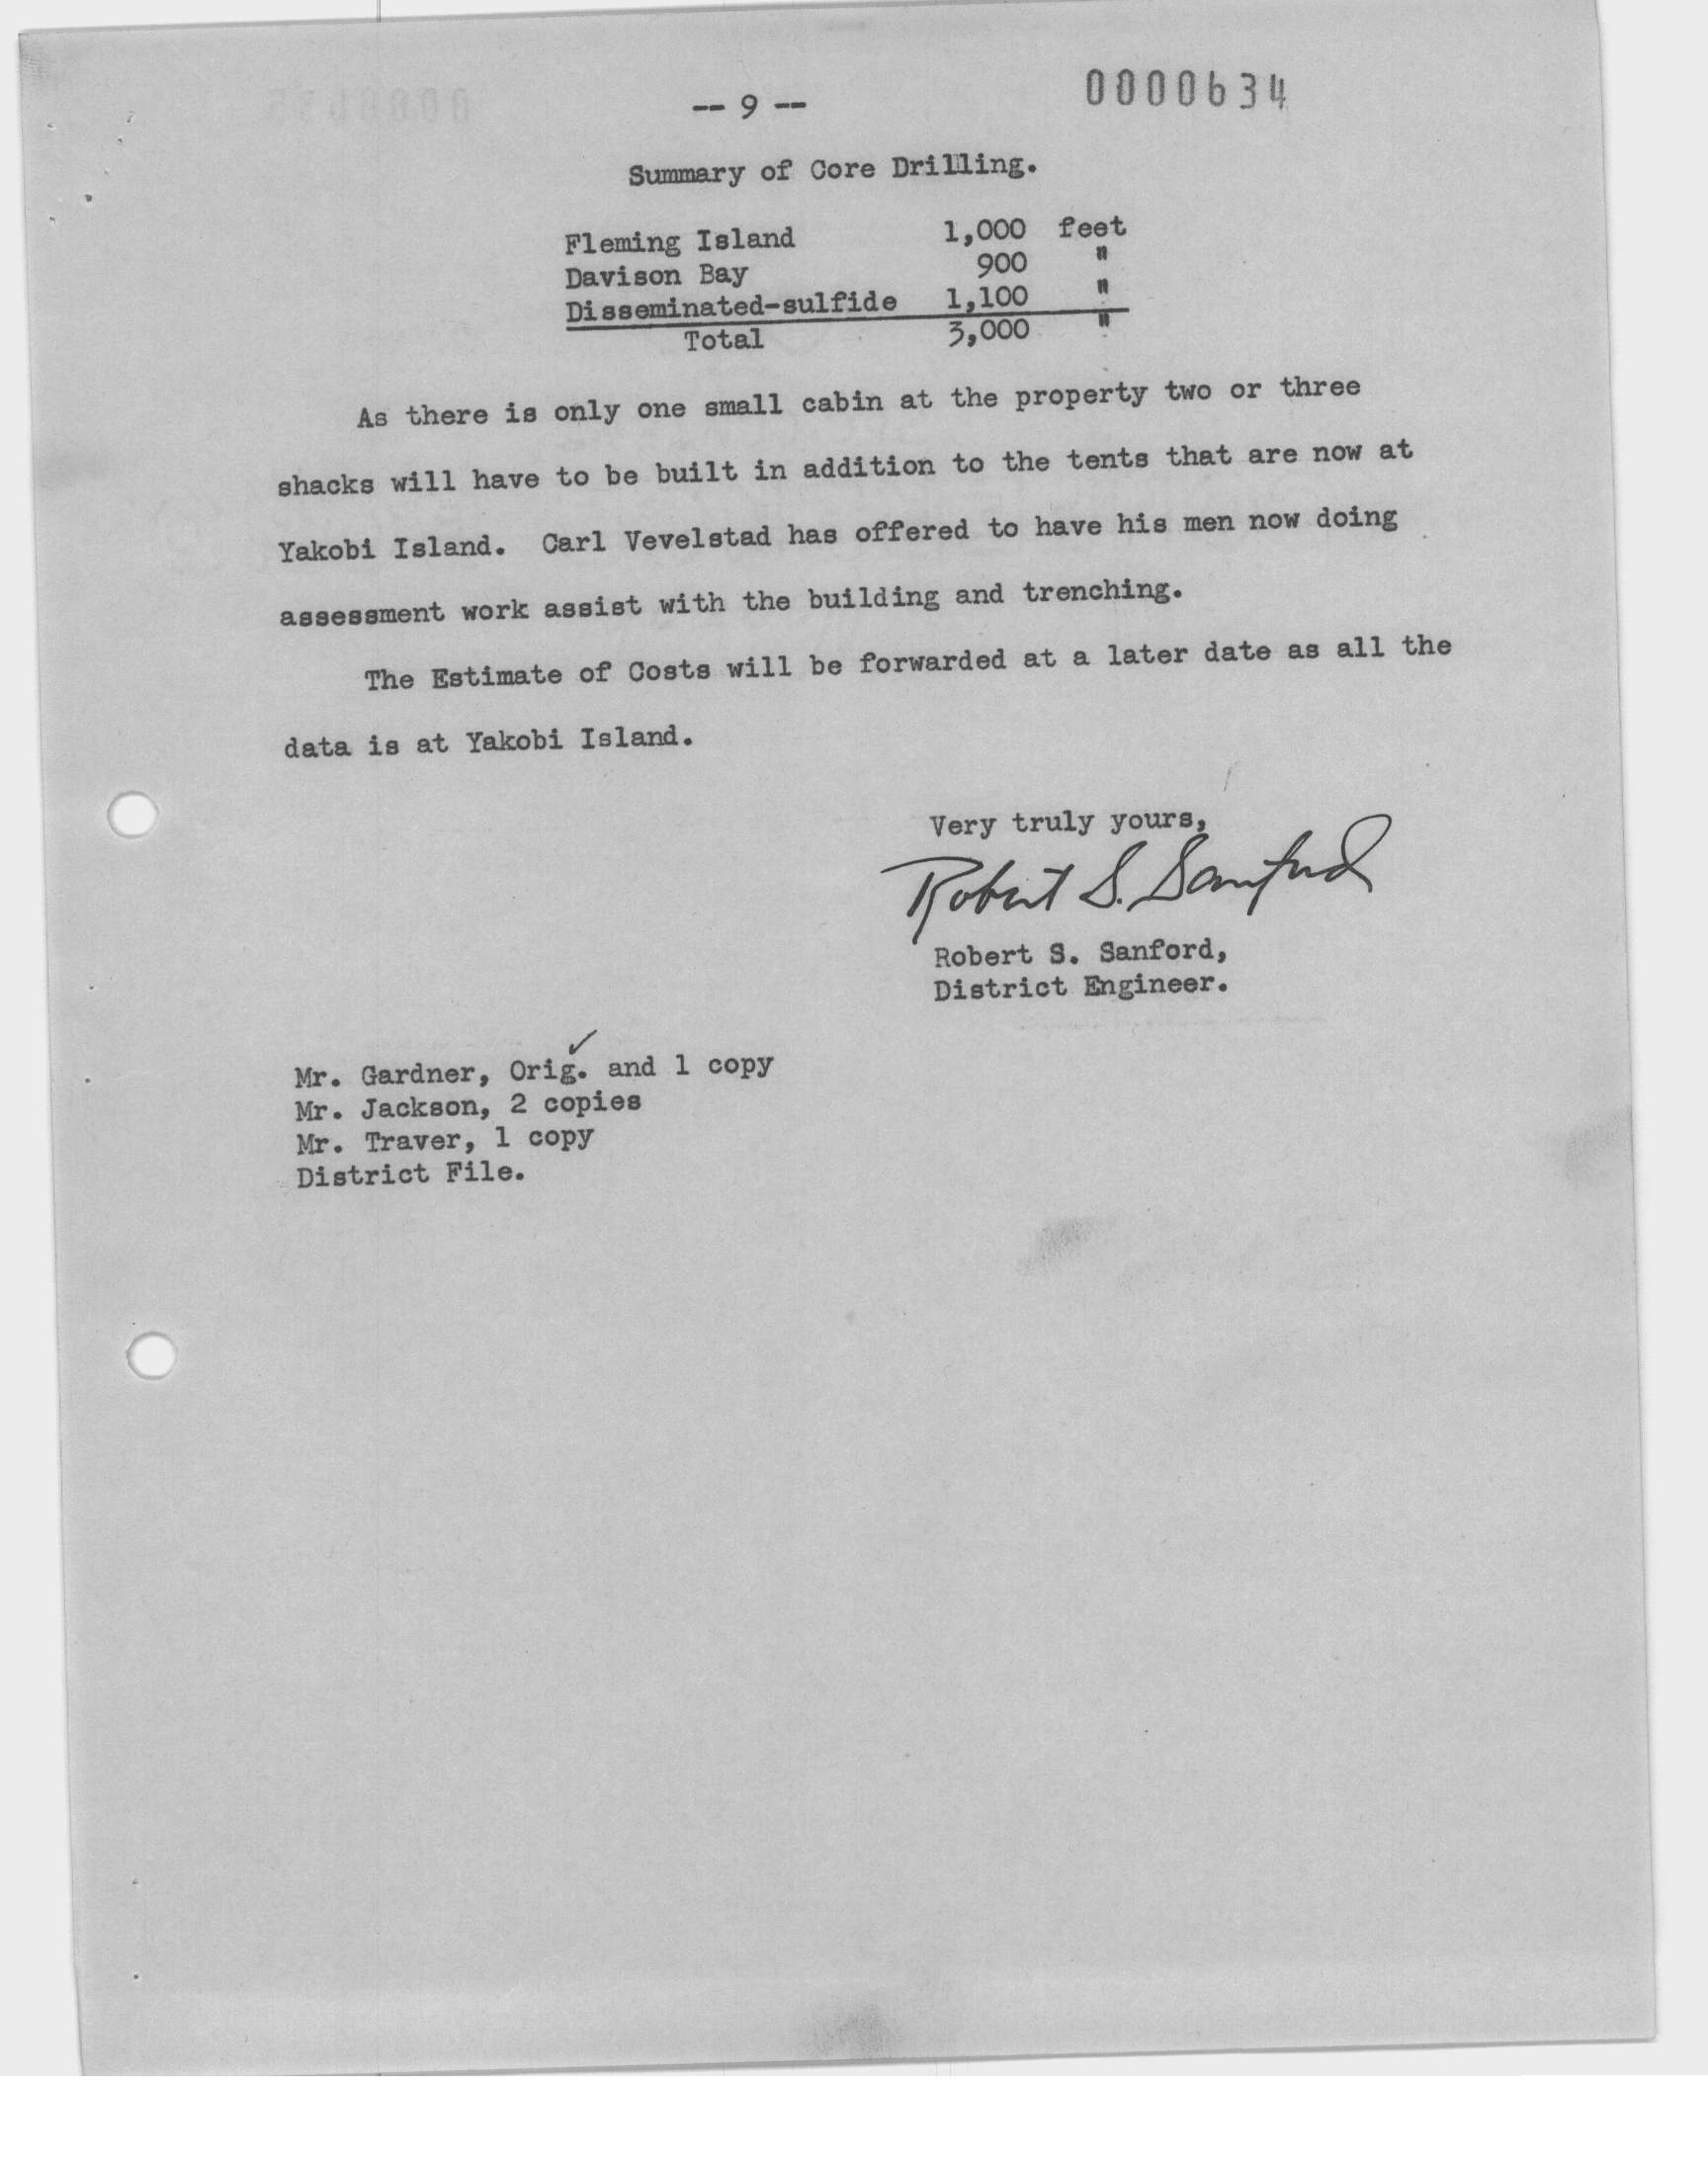 -- 9 --
0000634
Summary of Core Drilling.
Fleming Island 1,000 feet
Davison Bay 900 "
Disseminated-sulfide 1,100 "
Total 3,000 "
As there is only one small cabin at the property two or three
shacks will have to be built in addition to the tents that are now at
Yakobi Island. Carl Vevelstad has offered to have his men now doing
assessment work assist with the building and trenching.
The Estimate of Costs will be forwarded at a later date as all the
data is at Yakobi Island.
Very truly yours,
Robert S. Sanford
Robert S. Sanford,
District Engineer.
Mr. Gardner, Orig. and 1 copy
Mr. Jackson, 2 copies
Mr. Traver, 1 copy
District File.